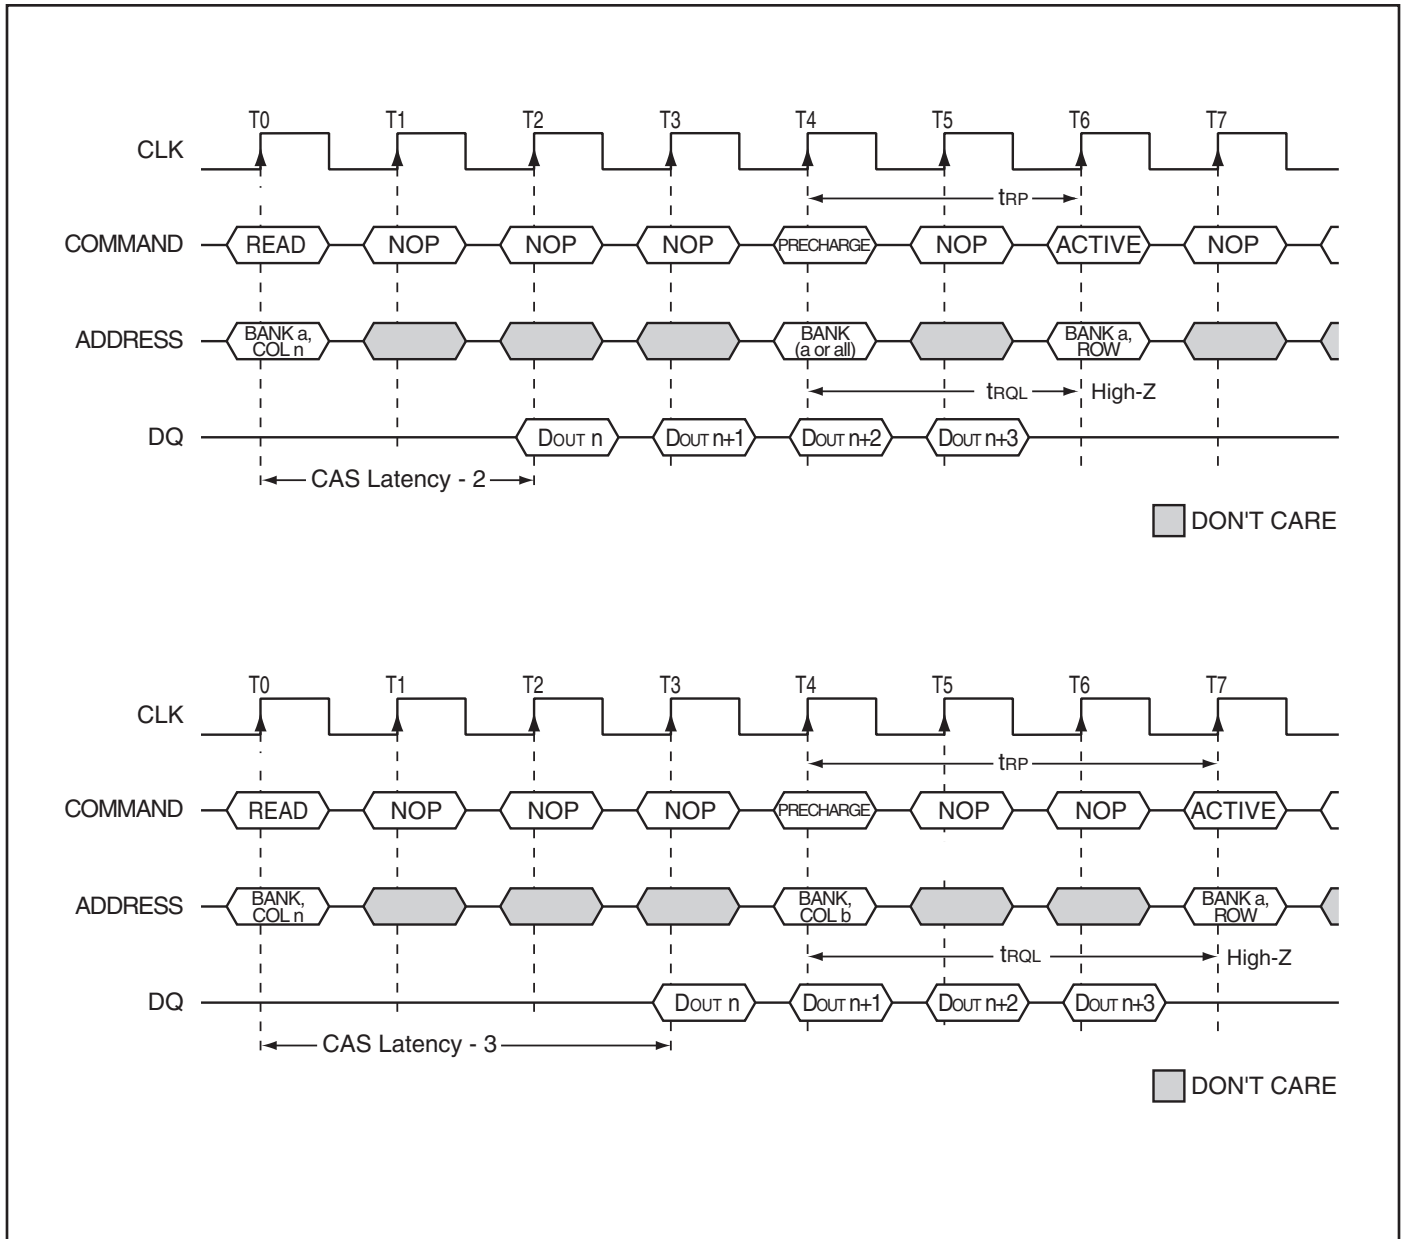 T0 T1 T2 T3 T4 T5 T6 T7
CLK
tRP
COMMAND READ NOP NOP NOP PRECHARGE NOP ACTIVE NOP
ADDRESS BANK a, COL n BANK (a or all) BANK a, ROW
tRQL High-Z
DQ DOUT n DOUT n+1 DOUT n+2 DOUT n+3
CAS Latency - 2
DON'T CARE
T0 T1 T2 T3 T4 T5 T6 T7
CLK
tRP
COMMAND READ NOP NOP NOP PRECHARGE NOP NOP ACTIVE
ADDRESS BANK, COL n BANK, COL b BANK a, ROW
tRQL High-Z
DQ DOUT n DOUT n+1 DOUT n+2 DOUT n+3
CAS Latency - 3
DON'T CARE